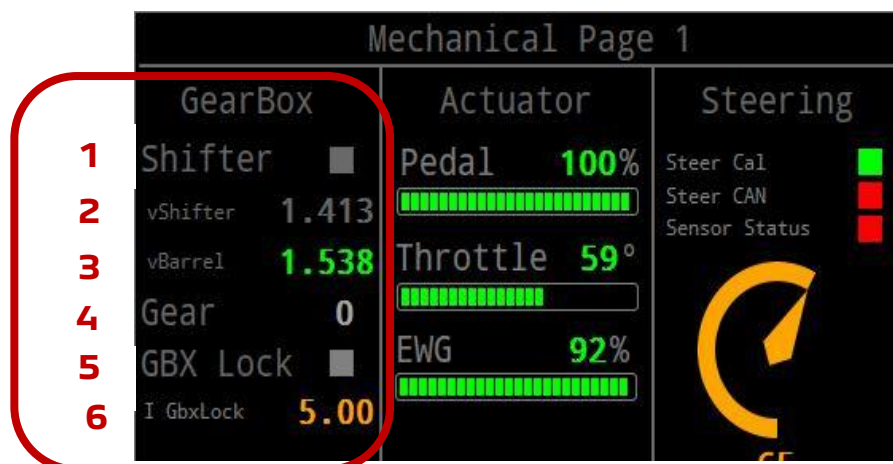 Mechanical Page 1
GearBox
1 Shifter
2 vShifter 1.413
3 vBarrel 1.538
4 Gear 0
5 GBX Lock
6 I GbxLock 5.00
Actuator
Pedal 100%
Throttle 59°
EWG 92%
Steering
Steer Cal
Steer CAN
Sensor Status